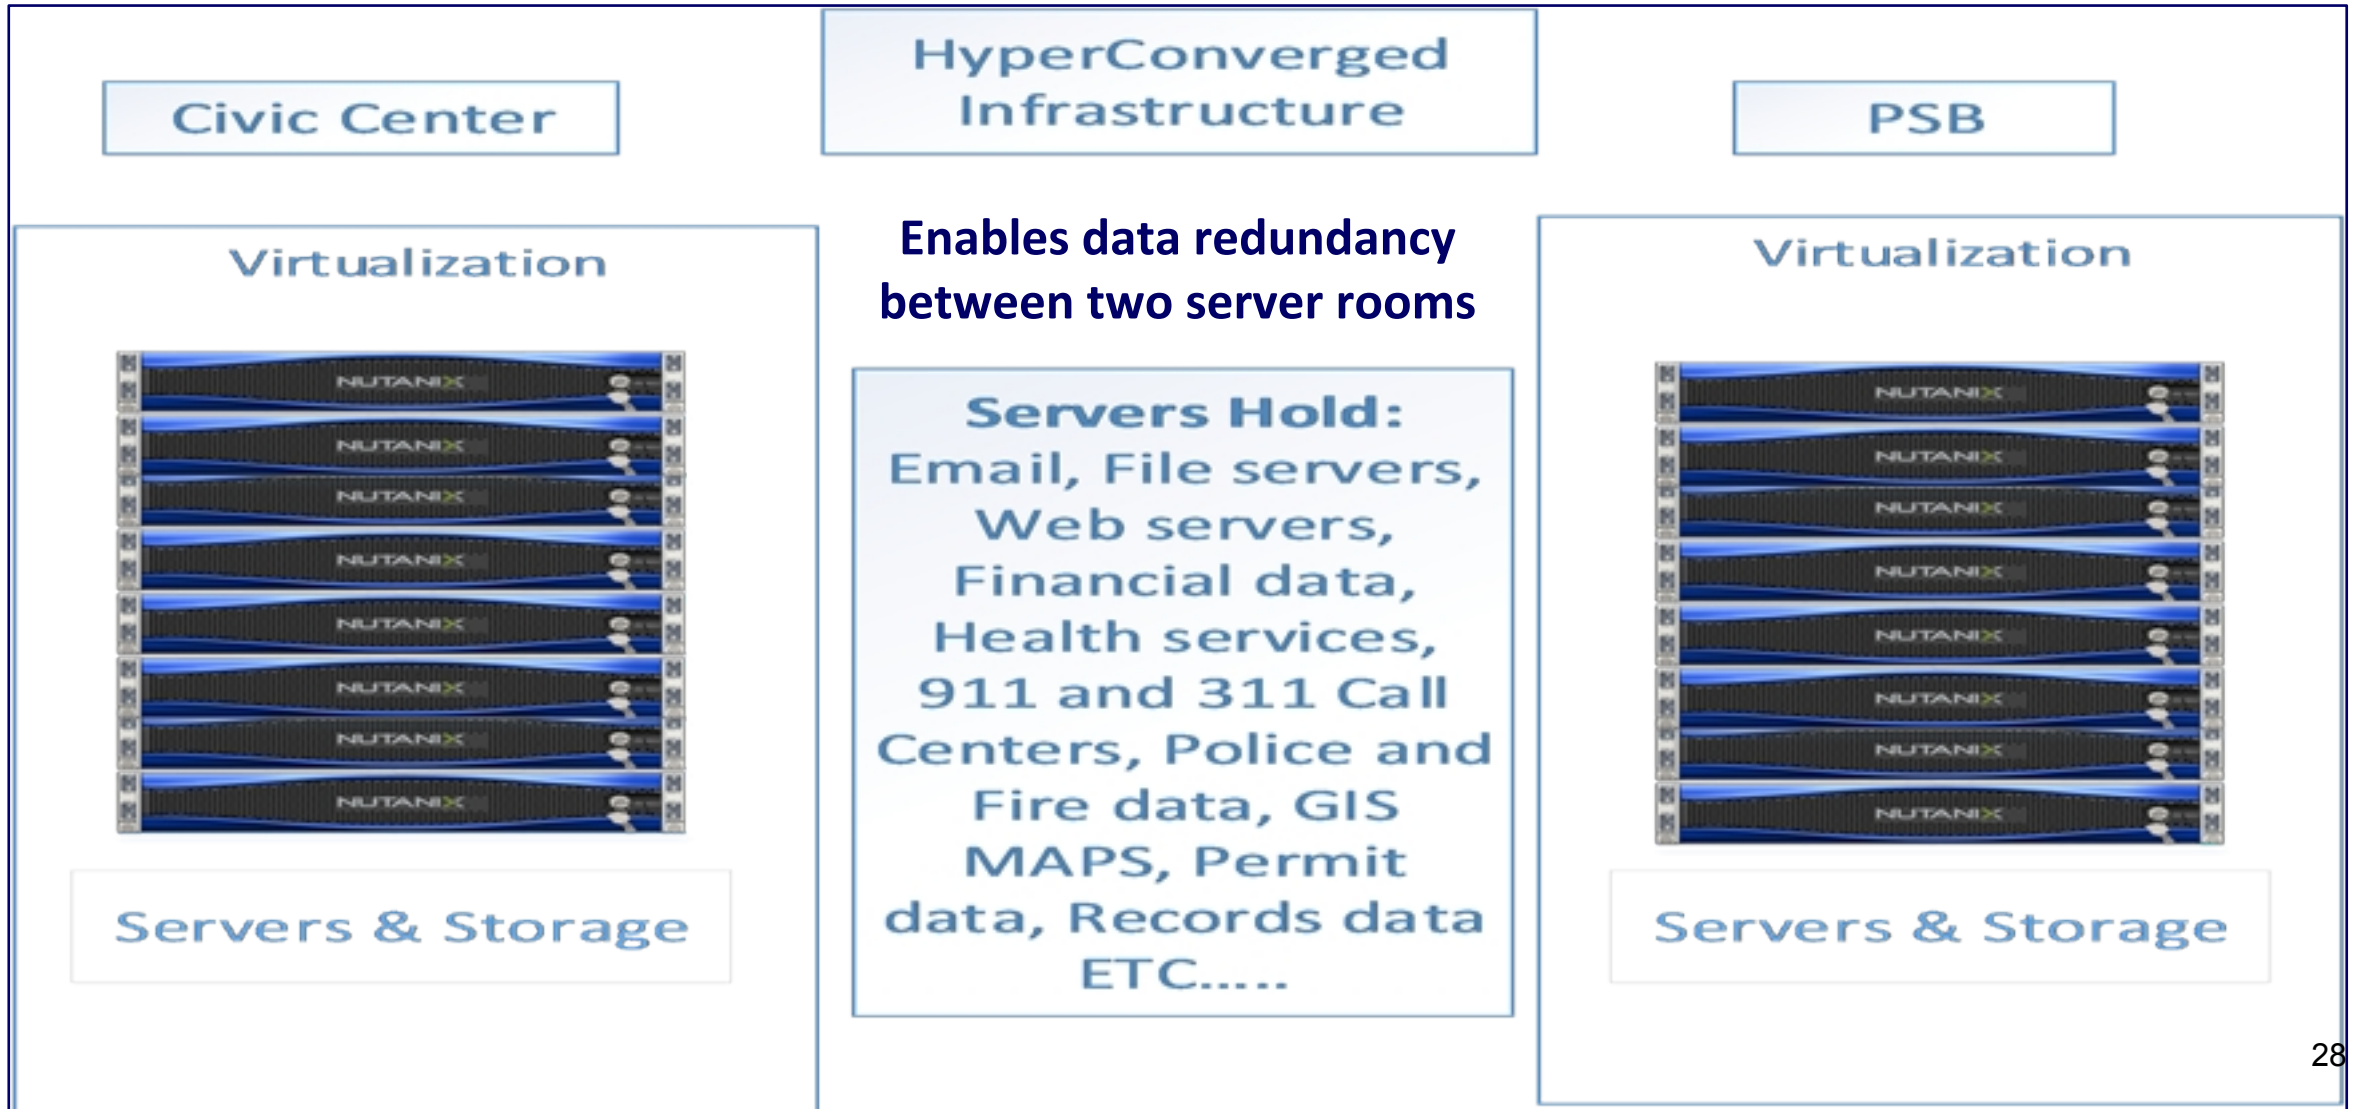 HyperConverged
Infrastructure
Civic Center
PSB
Enables data redundancy
between two server rooms
Virtualization
NUTANIX
NUTANIX
NUTANIX
NUTANIX
NUTANIX
NUTANIX
NUTANIX
NUTANIX
Servers & Storage
Servers Hold:
Email, File servers,
Web servers,
Financial data,
Health services,
911 and 311 Call
Centers, Police and
Fire data, GIS
MAPS, Permit
data, Records data
ETC.....
Virtualization
NUTANIX
NUTANIX
NUTANIX
NUTANIX
NUTANIX
NUTANIX
NUTANIX
NUTANIX
Servers & Storage
28